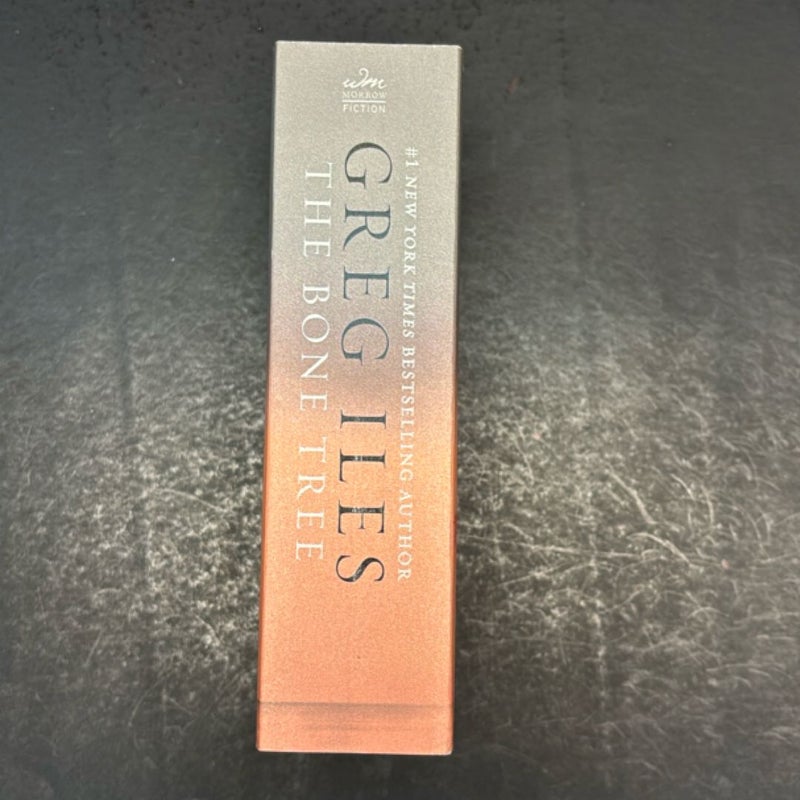 wm
MORROW
FICTION
#1 NEW YORK TIMES BESTSELLING AUTHOR
GREG ILES
THE BONE TREE